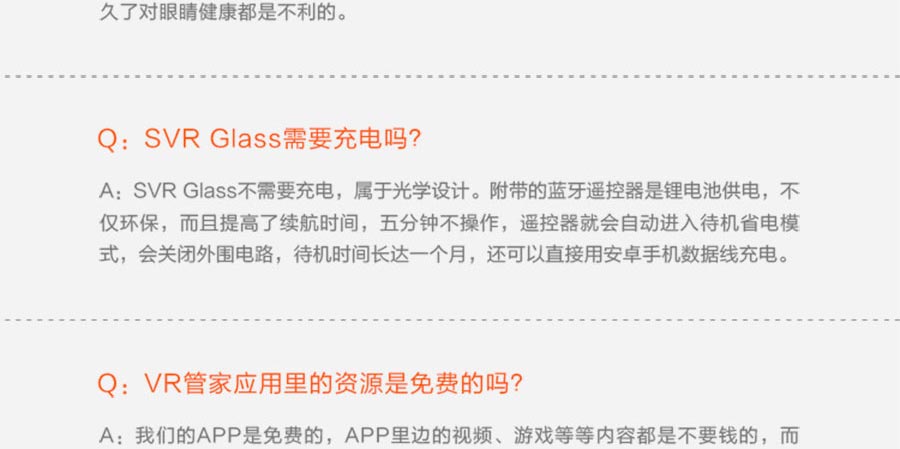 久了对眼睛健康都是不利的。
Q：SVR Glass需要充电吗?
A：SVR Glass不需要充电，属于光学设计。附带的蓝牙遥控器是锂电池供电，不
仅环保，而且提高了续航时间，五分钟不操作，遥控器就会自动进入待机省电模
式，会关闭外围电路，待机时间长达一个月，还可以直接用安卓手机数据线充电。
Q：VR管家应用里的资源是免费的吗?
A：我们的APP是免费的，APP里边的视频、游戏等等内容都是不要钱的，而